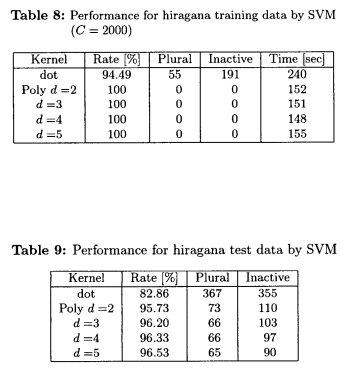 Table 8: Performance for hiragana training data by SVM
(C = 2000)
Kernel Rate [%] Plural Inactive Time [sec]
dot 94.49 55 191 240
Poly d =2 100 0 0 152
d =3 100 0 0 151
d =4 100 0 0 148
d =5 100 0 0 155
Table 9: Performance for hiragana test data by SVM
Kernel Rate [%] Plural Inactive
dot 82.86 367 355
Poly d =2 95.73 73 110
d =3 96.20 66 103
d =4 96.33 66 97
d =5 96.53 65 90